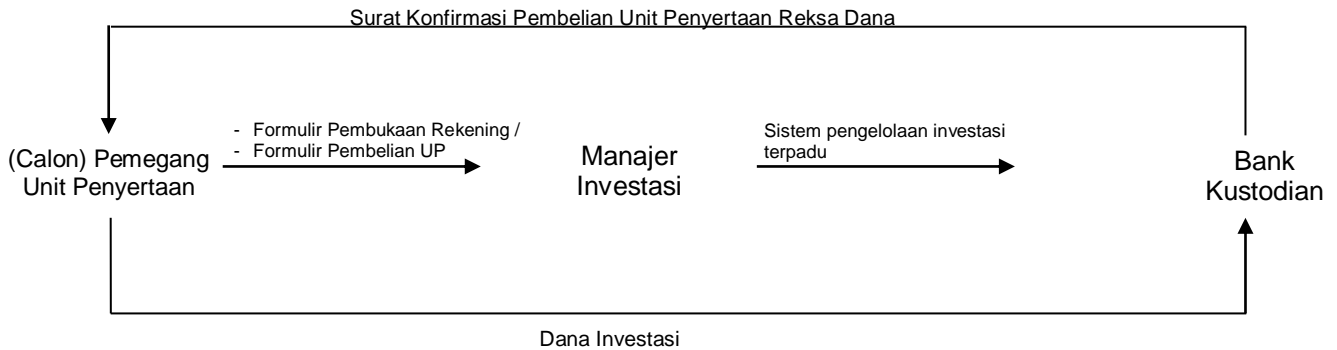 Surat Konfirmasi Pembelian Unit Penyertaan Reksa Dana
- Formulir Pembukaan Rekening /
- Formulir Pembelian UP
Sistem pengelolaan investasi
terpadu
(Calon) Pemegang
Unit Penyertaan
Manajer
Investasi
Bank
Kustodian
Dana Investasi